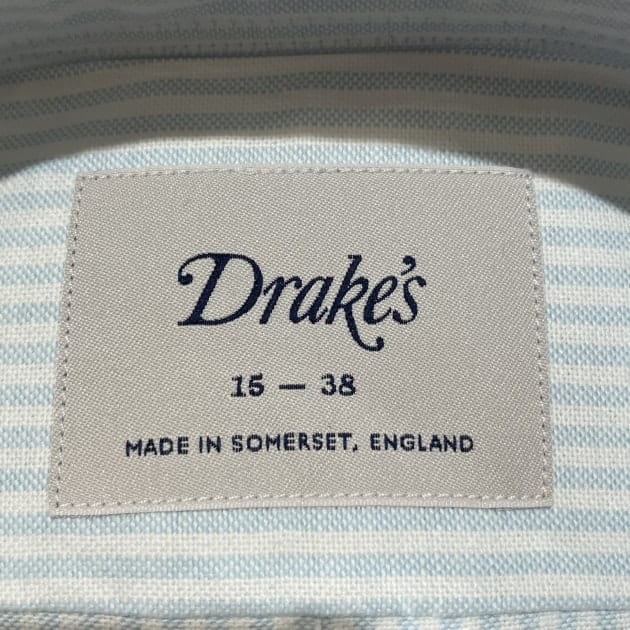 Drake's
15 — 38
MADE IN SOMERSET, ENGLAND